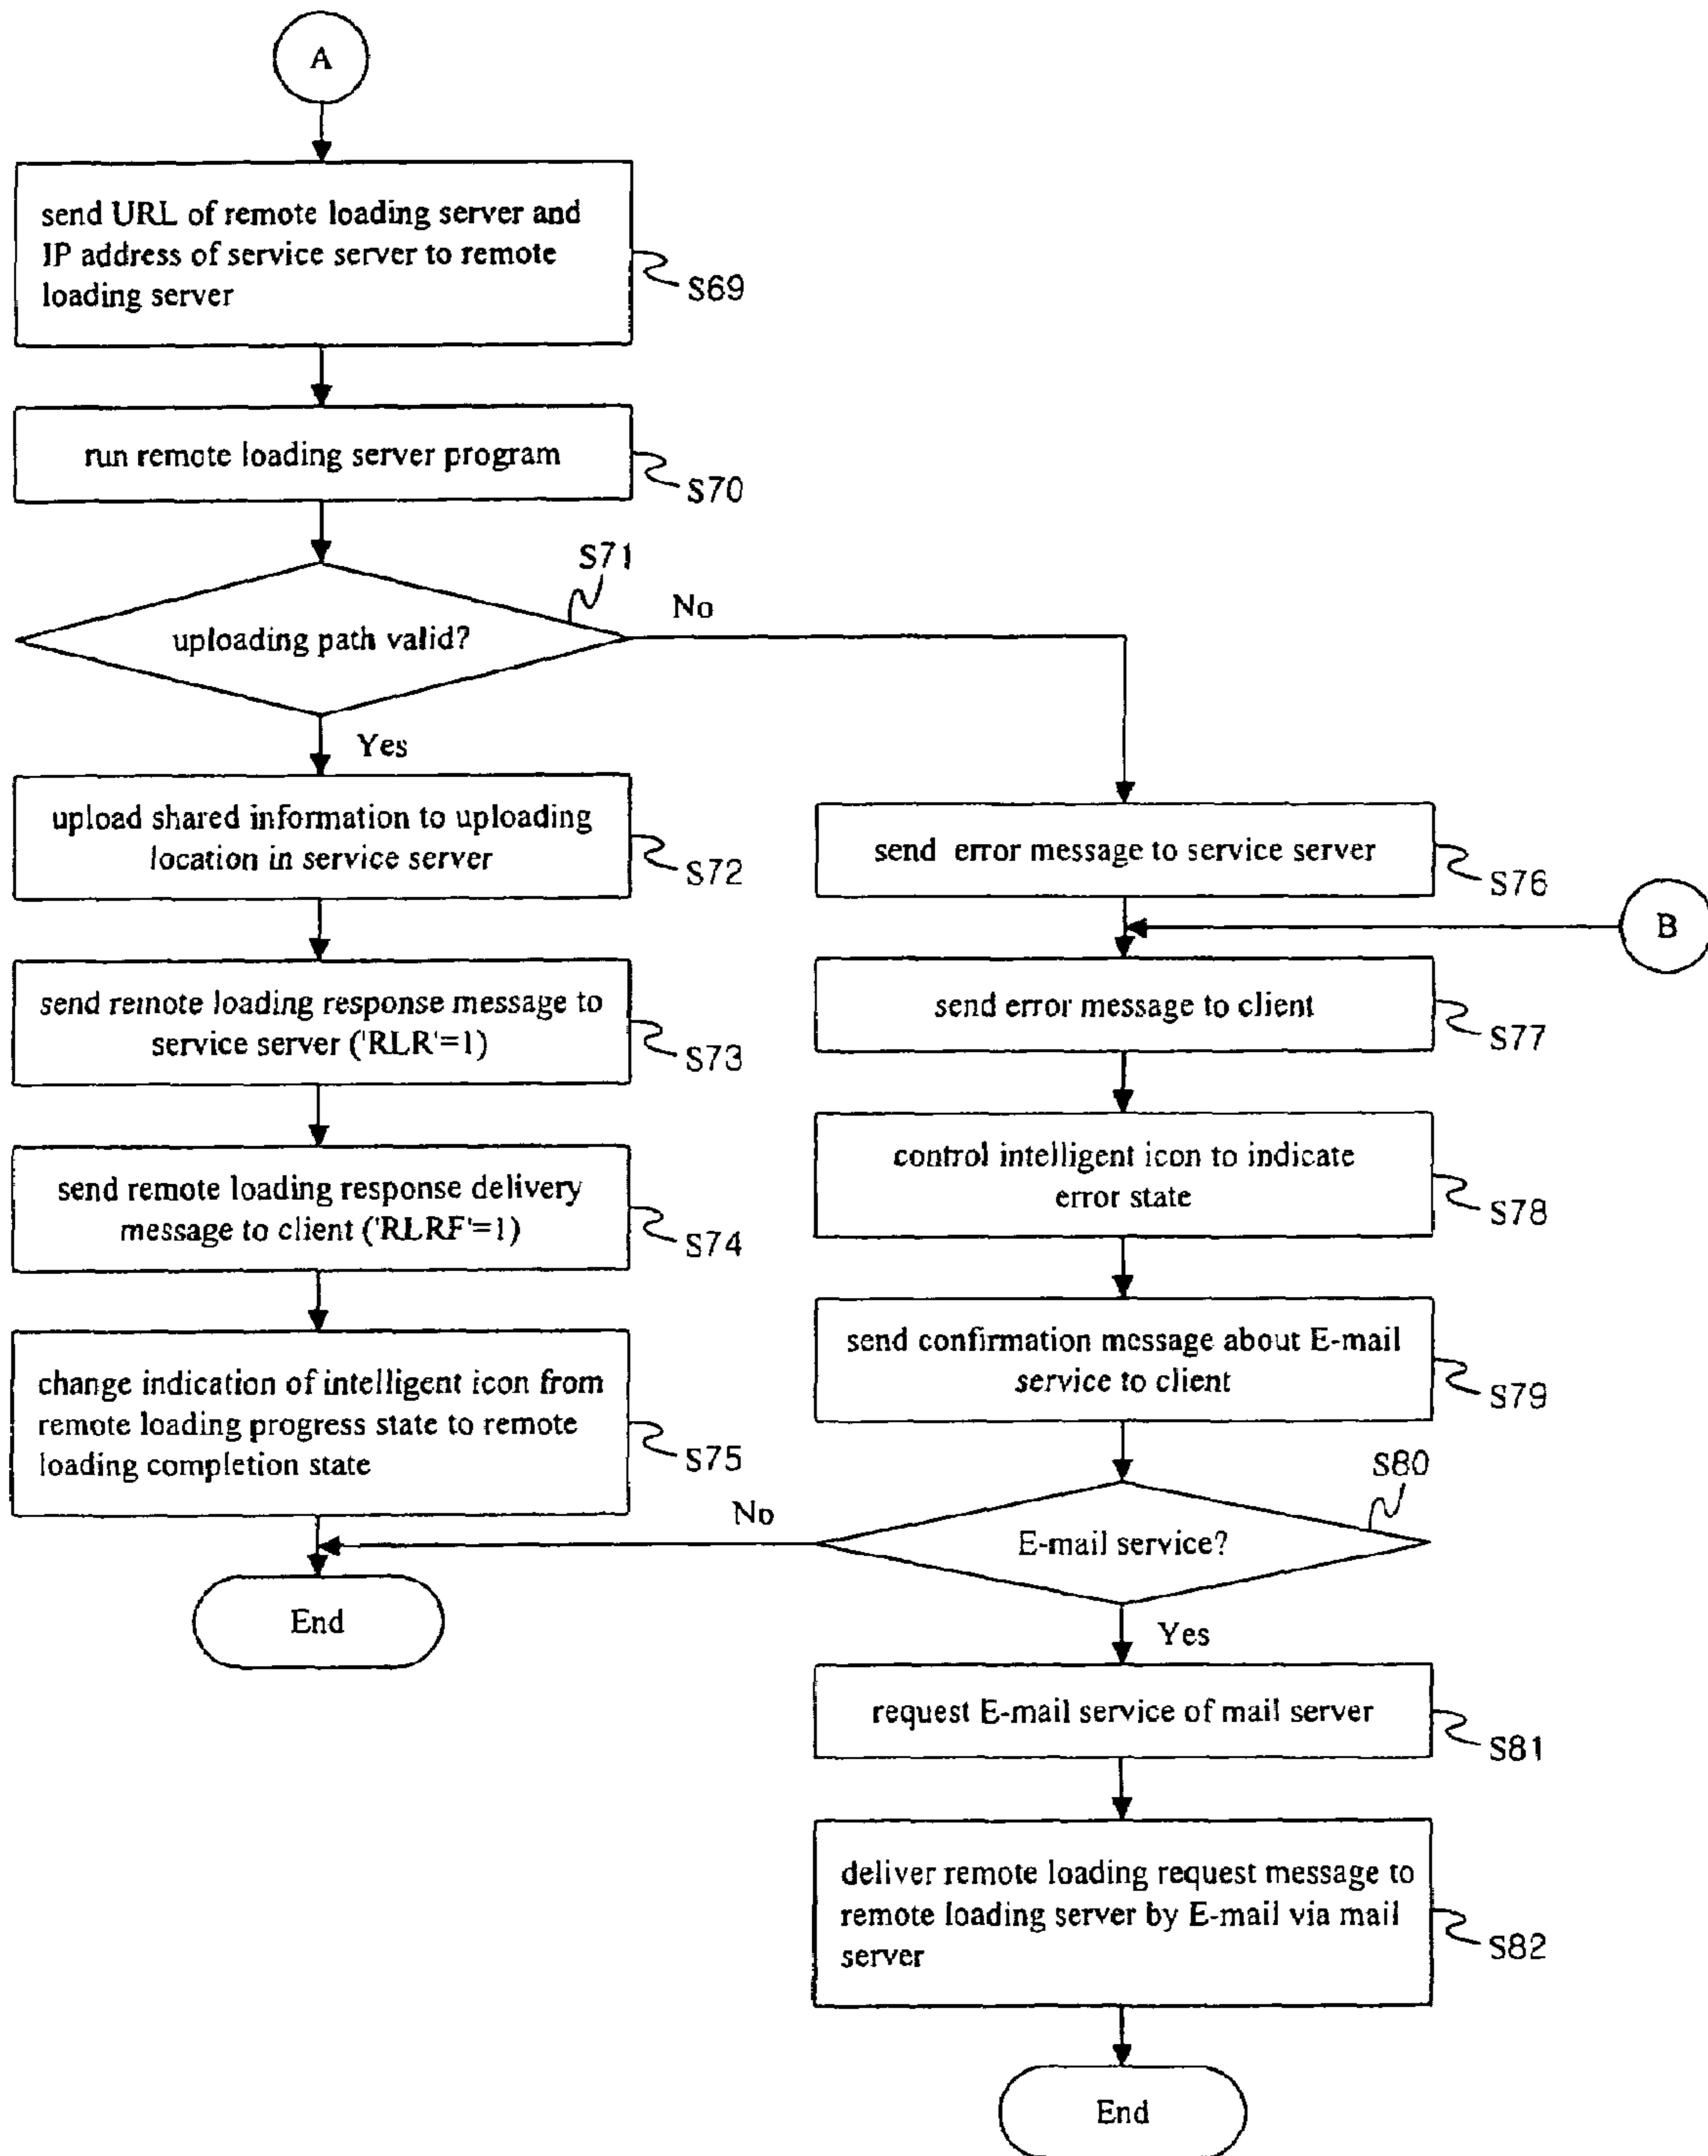 A
send URL of remote loading server and
IP address of service server to remote
loading server
S69
run remote loading server program
S70
S71
uploading path valid?
No
Yes
upload shared information to uploading
location in service server
S72
send remote loading response message to
service server ('RLR'=1)
S73
send remote loading response delivery
message to client ('RLRF'=1)
S74
change indication of intelligent icon from
remote loading progress state to remote
loading completion state
S75
End
send error message to service server
S76
B
send error message to client
S77
control intelligent icon to indicate
error state
S78
send confirmation message about E-mail
service to client
S79
S80
E-mail service?
No
Yes
request E-mail service of mail server
S81
deliver remote loading request message to
remote loading server by E-mail via mail
server
S82
End